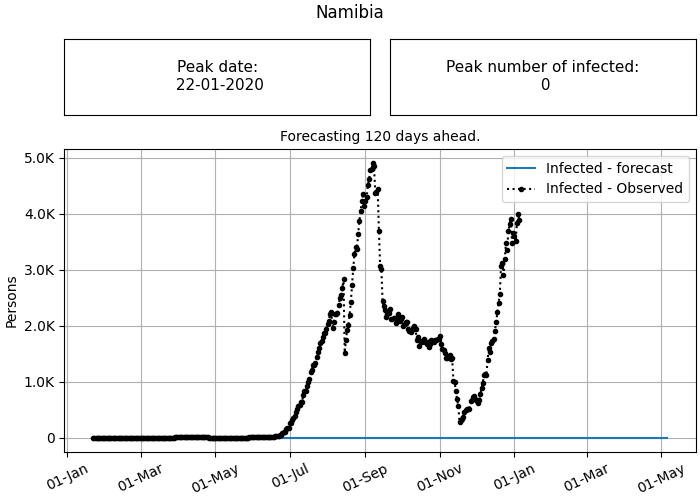 Namibia
Peak date:
22-01-2020
Peak number of infected:
0
Forecasting 120 days ahead.
5.0K
4.0K
3.0K
2.0K
1.0K
0
Persons
Infected - forecast
Infected - Observed
01-Jan
01-Mar
01-May
01-Jul
01-Sep
01-Nov
01-Jan
01-Mar
01-May